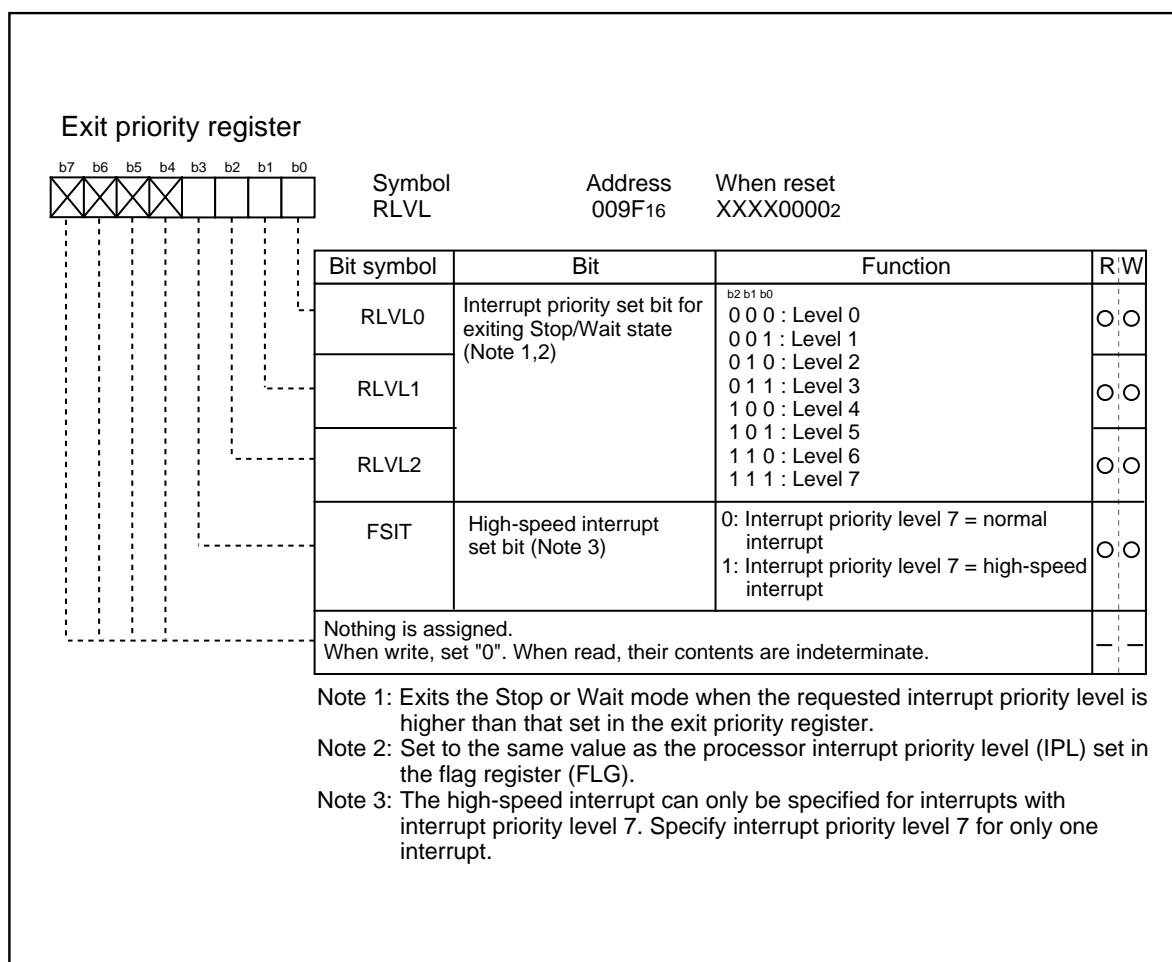 Exit priority register
b7 b6 b5 b4 b3 b2 b1 b0
Symbol Address When reset
RLVL 009F16 XXXX00002
Bit symbol Bit Function R W
RLVL0 Interrupt priority set bit for
exiting Stop/Wait state
(Note 1,2)
b2 b1 b0
0 0 0 : Level 0
0 0 1 : Level 1
0 1 0 : Level 2
0 1 1 : Level 3
1 0 0 : Level 4
1 0 1 : Level 5
1 1 0 : Level 6
1 1 1 : Level 7
RLVL1
RLVL2
FSIT High-speed interrupt
set bit (Note 3)
0: Interrupt priority level 7 = normal
interrupt
1: Interrupt priority level 7 = high-speed
interrupt
Nothing is assigned.
When write, set "0". When read, their contents are indeterminate.
Note 1: Exits the Stop or Wait mode when the requested interrupt priority level is
higher than that set in the exit priority register.
Note 2: Set to the same value as the processor interrupt priority level (IPL) set in
the flag register (FLG).
Note 3: The high-speed interrupt can only be specified for interrupts with
interrupt priority level 7. Specify interrupt priority level 7 for only one
interrupt.